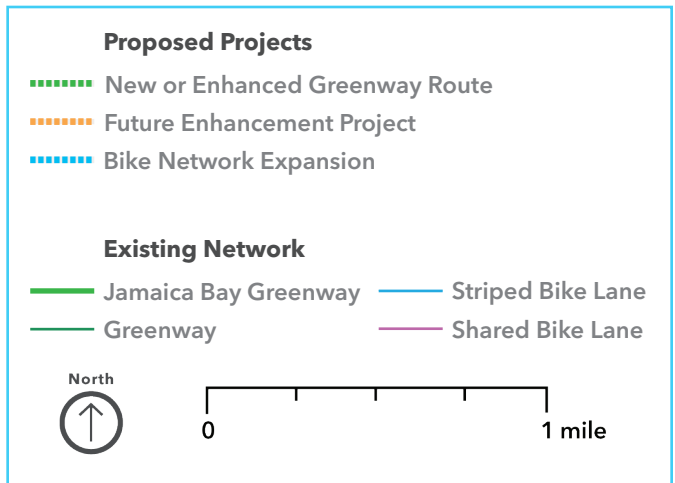 Proposed Projects
New or Enhanced Greenway Route
Future Enhancement Project
Bike Network Expansion
Existing Network
Jamaica Bay Greenway
Striped Bike Lane
Greenway
Shared Bike Lane
North
0
1 mile